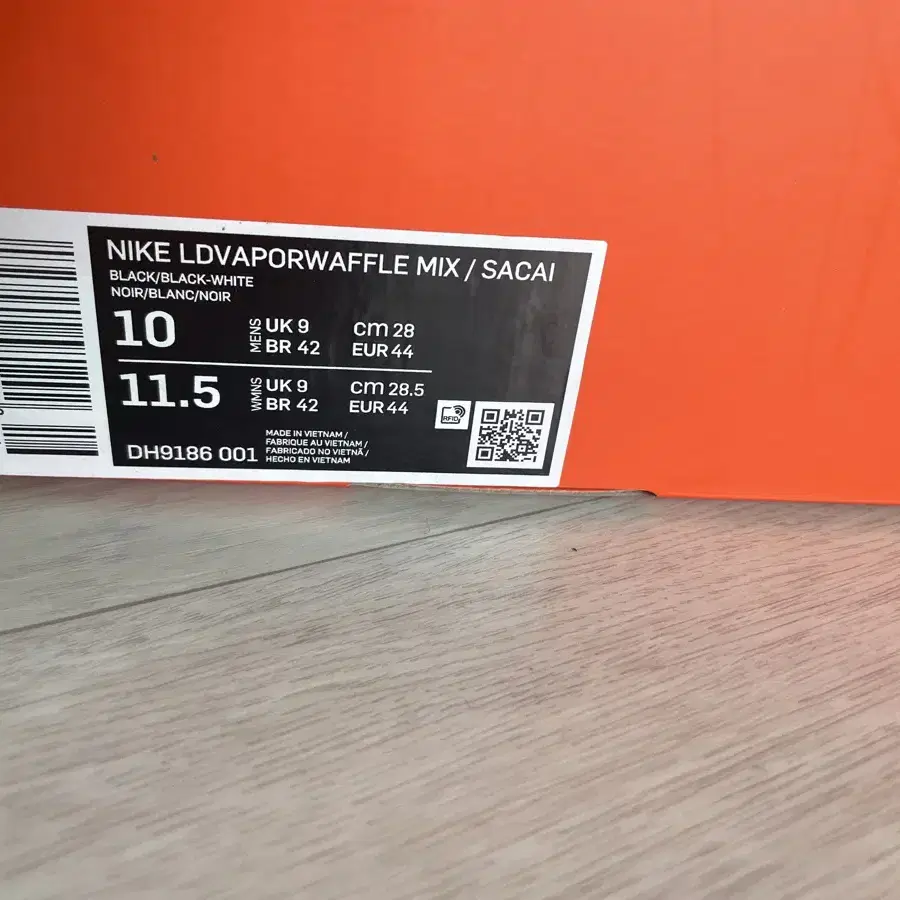 NIKE LDVAPORWAFFLE MIX / SACAI
BLACK/BLACK-WHITE
NOIR/BLANC/NOIR
10 MENS UK 9 cm 28
BR 42 EUR 44
11.5 WMNS UK 9 cm 28.5
BR 42 EUR 44
RFID
DH9186 001
MADE IN VIETNAM /
FABRIQUE AU VIETNAM /
FABRICADO NO VIETNÃ /
HECHO EN VIETNAM